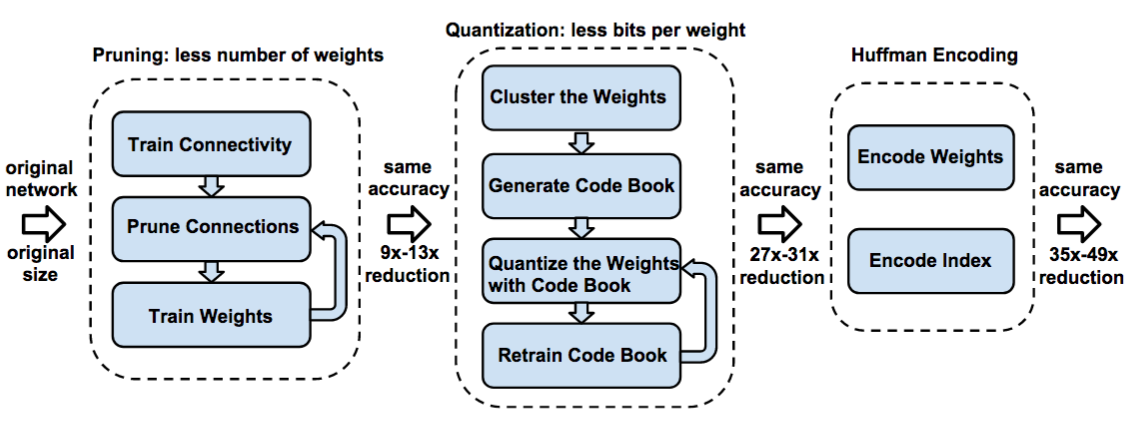 original
network
original
size
Pruning: less number of weights
Train Connectivity
Prune Connections
Train Weights
same
accuracy
9x-13x
reduction
Quantization: less bits per weight
Cluster the Weights
Generate Code Book
Quantize the Weights
with Code Book
Retrain Code Book
same
accuracy
27x-31x
reduction
Huffman Encoding
Encode Weights
Encode Index
same
accuracy
35x-49x
reduction